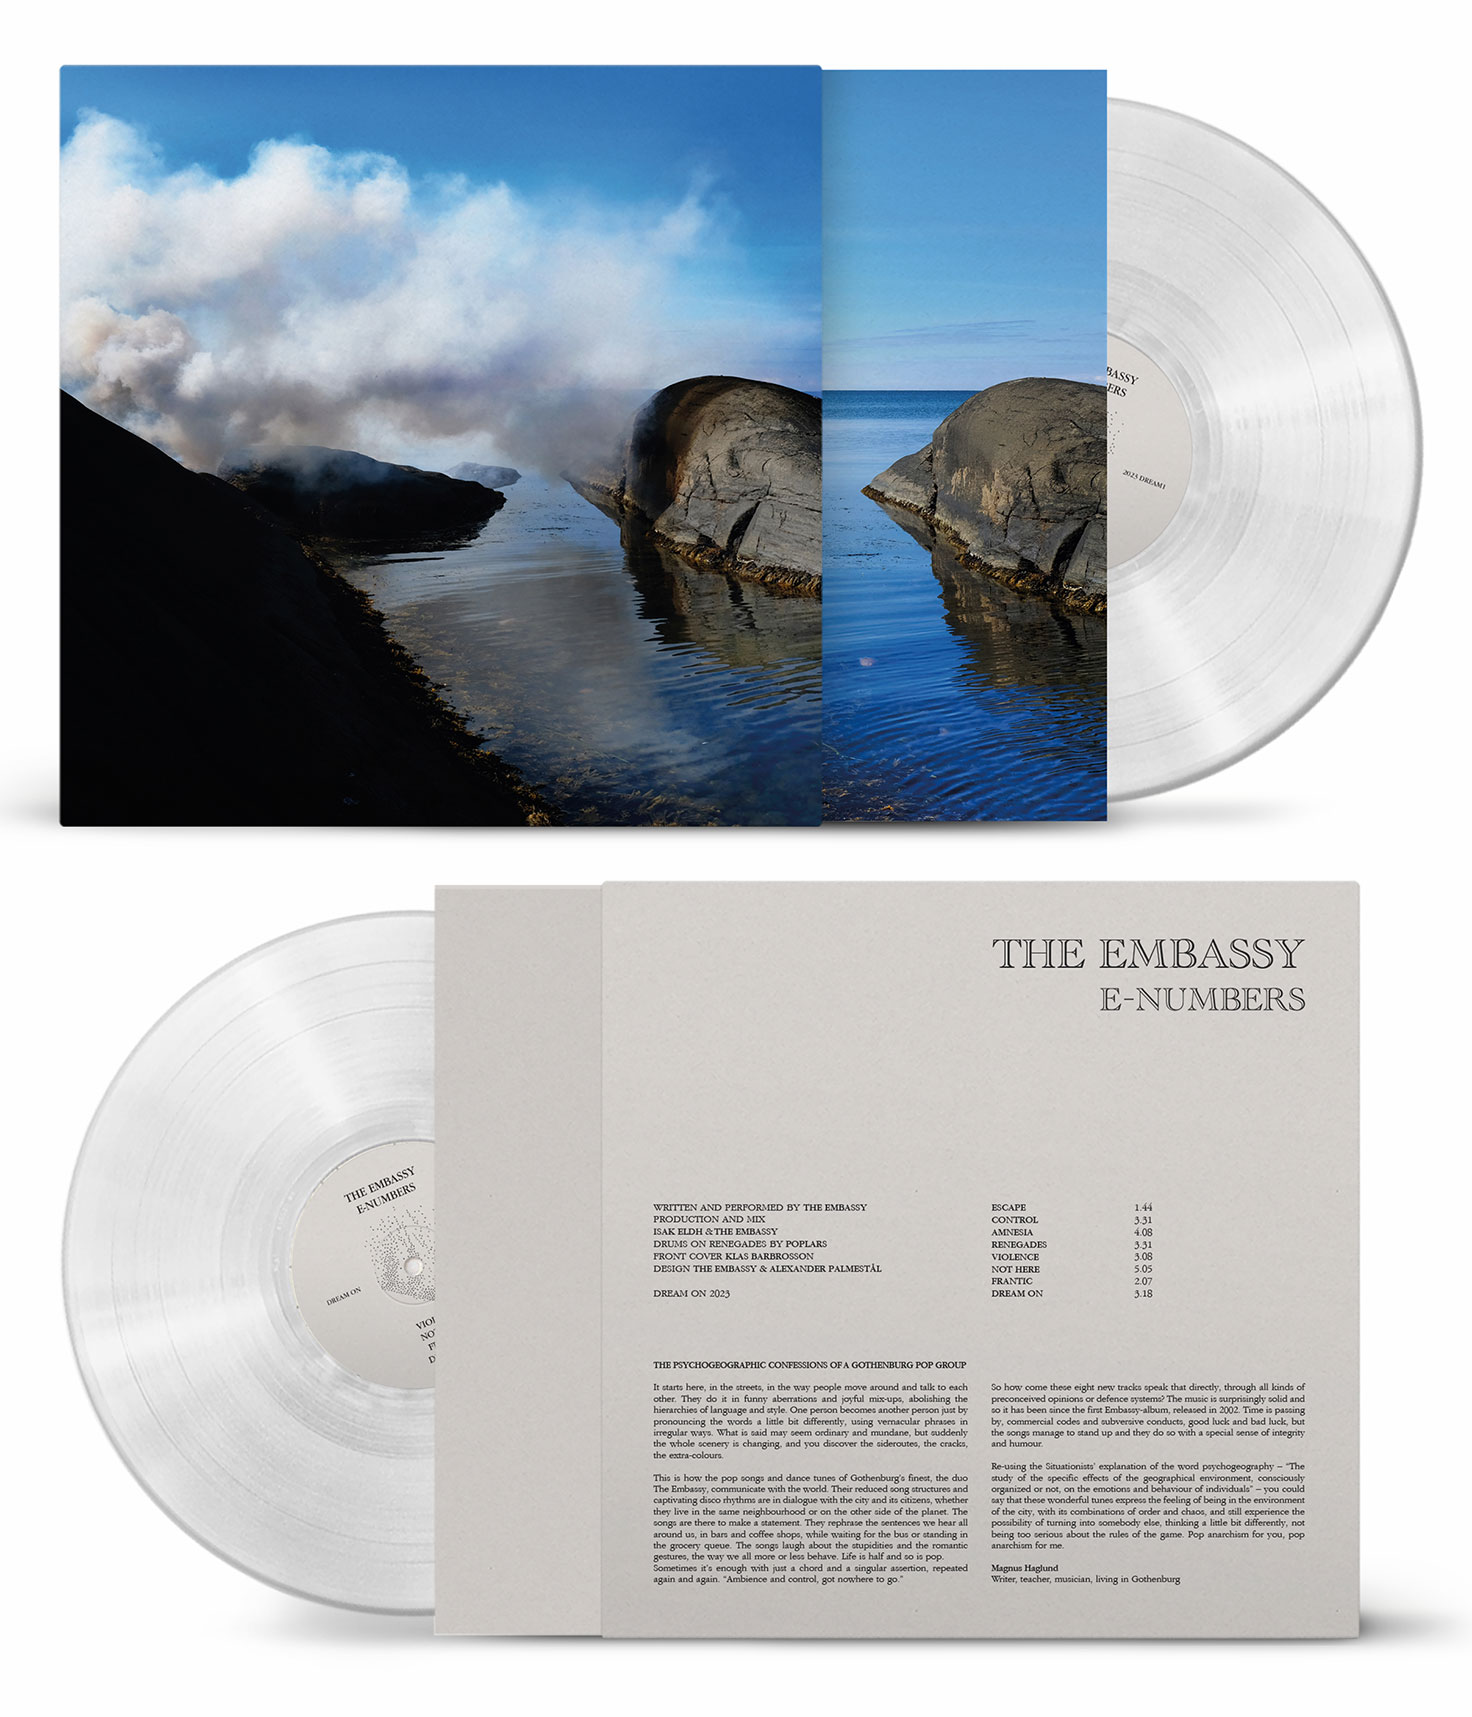 BASSY
ERS
2023 DREAM1
THE EMBASSY
E-NUMBERS
THE EMBASSY
E-NUMBERS
DREAM ON
WRITTEN AND PERFORMED BY THE EMBASSY
PRODUCTION AND MIX
ISAK ELDH & THE EMBASSY
DRUMS ON RENEGADES BY POPLARS
FRONT COVER KLAS BARBROSSON
DESIGN THE EMBASSY & ALEXANDER PALMESTÅL
DREAM ON 2023
ESCAPE 1.44
CONTROL 3.31
AMNESIA 4.08
RENEGADES 3.31
VIOLENCE 3.08
NOT HERE 5.05
FRANTIC 2.07
DREAM ON 3.18
THE PSYCHOGEOGRAPHIC CONFESSIONS OF A GOTHENBURG POP GROUP
It starts here, in the streets, in the way people move around and talk to each
other. They do it in funny aberrations and joyful mix-ups, abolishing the
hierarchies of language and style. One person becomes another person just by
pronouncing the words a little bit differently, using vernacular phrases in
irregular ways. What is said may seem ordinary and mundane, but suddenly
the whole scenery is changing, and you discover the sideroutes, the cracks,
the extra-colours.
This is how the pop songs and dance tunes of Gothenburg's finest, the duo
The Embassy, communicate with the world. Their reduced song structures and
captivating disco rhythms are in dialogue with the city and its citizens, whether
they live in the same neighbourhood or on the other side of the planet. The
songs are there to make a statement. They rephrase the sentences we hear all
around us, in bars and coffee shops, while waiting for the bus or standing in
the grocery queue. The songs laugh about the stupidities and the romantic
gestures, the way we all more or less behave. Life is half and so is pop.
Sometimes it's enough with just a chord and a singular assertion, repeated
again and again. "Ambience and control, got nowhere to go."
So how come these eight new tracks speak that directly, through all kinds of
preconceived opinions or defence systems? The music is surprisingly solid and
so it has been since the first Embassy-album, released in 2002. Time is passing
by, commercial codes and subversive conducts, good luck and bad luck, but
the songs manage to stand up and they do so with a special sense of integrity
and humour.
Re-using the Situationists' explanation of the word psychogeography – "The
study of the specific effects of the geographical environment, consciously
organized or not, on the emotions and behaviour of individuals" – you could
say that these wonderful tunes express the feeling of being in the environment
of the city, with its combinations of order and chaos, and still experience the
possibility of turning into somebody else, thinking a little bit differently, not
being too serious about the rules of the game. Pop anarchism for you, pop
anarchism for me.
Magnus Haglund
Writer, teacher, musician, living in Gothenburg